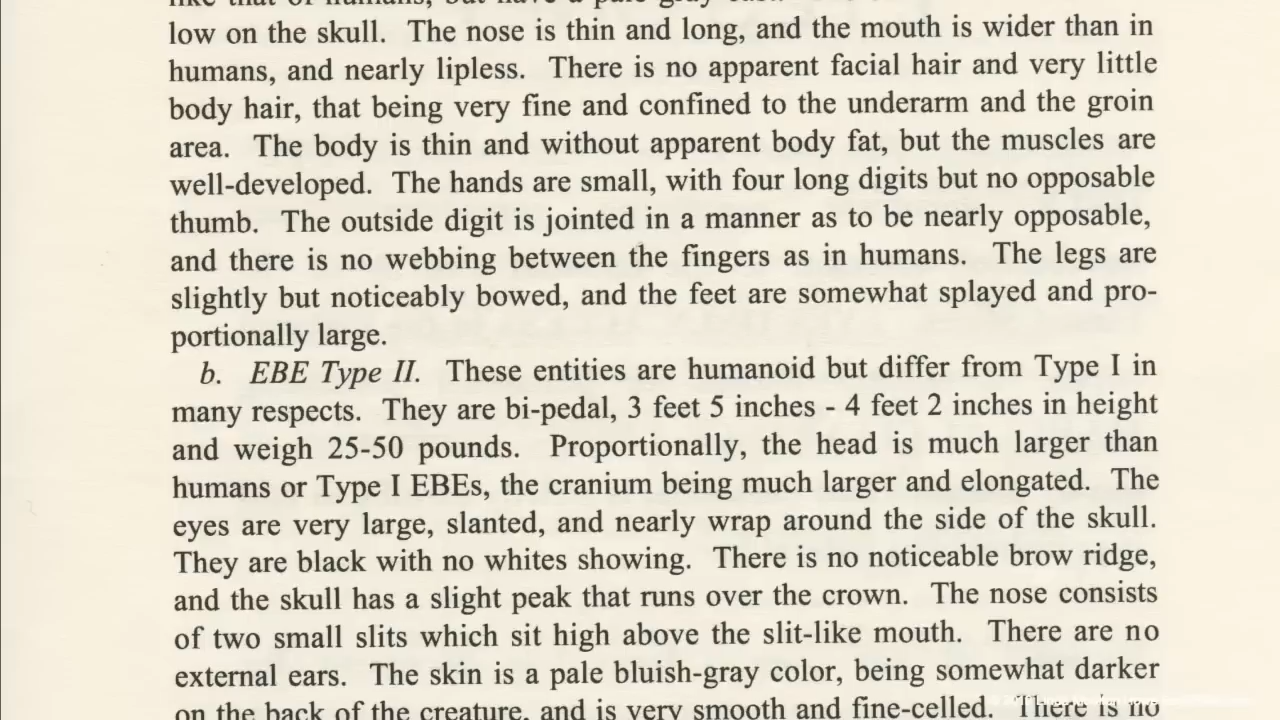 like that of humans, but have a pale gray cast.
low on the skull. The nose is thin and long, and the mouth is wider than in
humans, and nearly lipless. There is no apparent facial hair and very little
body hair, that being very fine and confined to the underarm and the groin
area. The body is thin and without apparent body fat, but the muscles are
well-developed. The hands are small, with four long digits but no opposable
thumb. The outside digit is jointed in a manner as to be nearly opposable,
and there is no webbing between the fingers as in humans. The legs are
slightly but noticeably bowed, and the feet are somewhat splayed and pro-
portionally large.
b. EBE Type II. These entities are humanoid but differ from Type I in
many respects. They are bi-pedal, 3 feet 5 inches - 4 feet 2 inches in height
and weigh 25-50 pounds. Proportionally, the head is much larger than
humans or Type I EBEs, the cranium being much larger and elongated. The
eyes are very large, slanted, and nearly wrap around the side of the skull.
They are black with no whites showing. There is no noticeable brow ridge,
and the skull has a slight peak that runs over the crown. The nose consists
of two small slits which sit high above the slit-like mouth. There are no
external ears. The skin is a pale bluish-gray color, being somewhat darker
on the back of the creature, and is very smooth and fine-celled. There is no